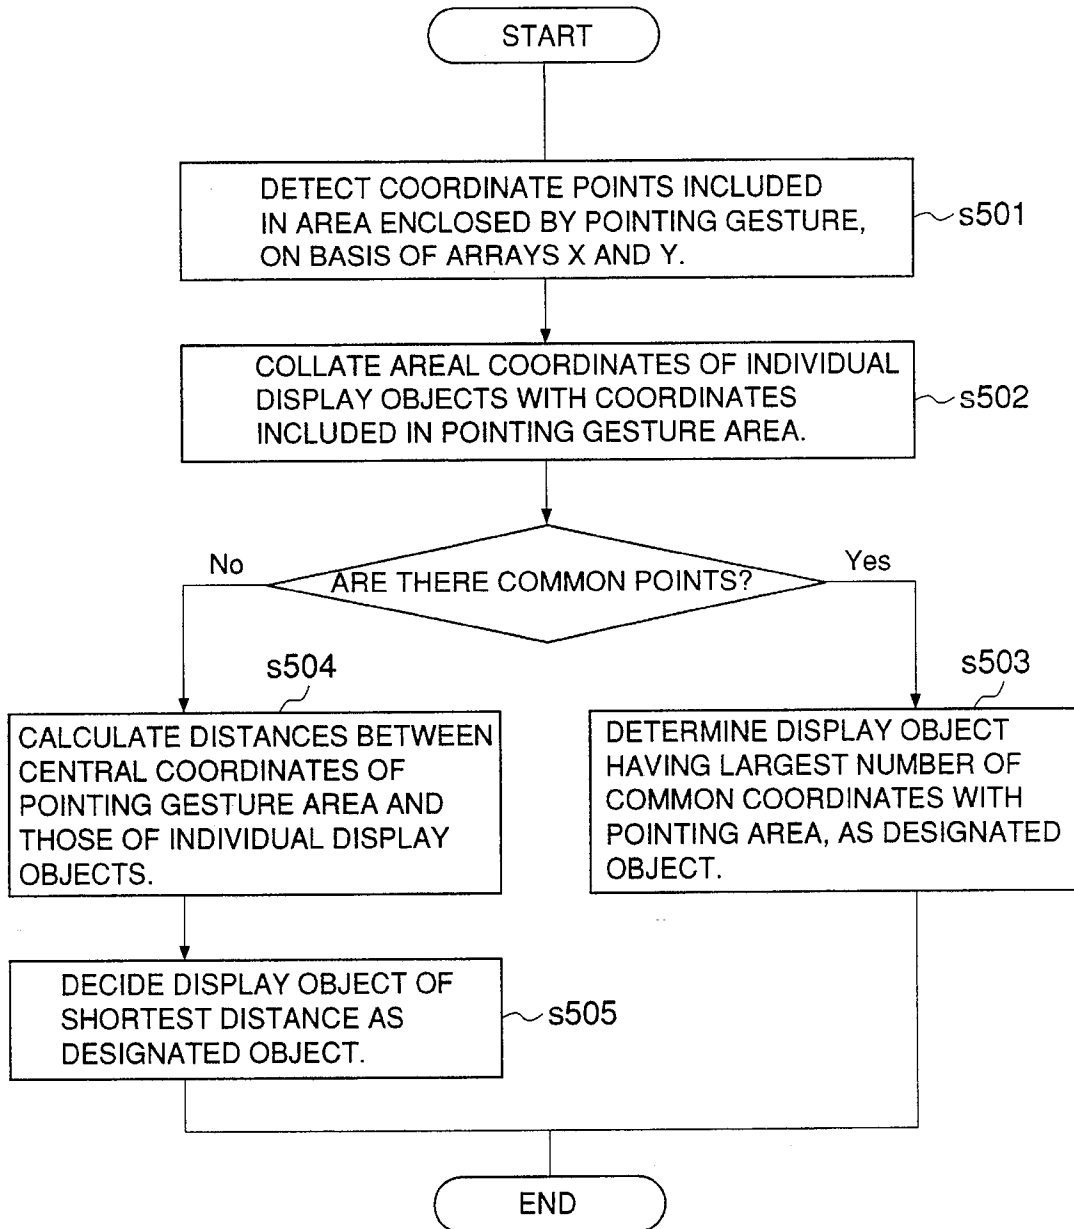 START
DETECT COORDINATE POINTS INCLUDED
IN AREA ENCLOSED BY POINTING GESTURE,
ON BASIS OF ARRAYS X AND Y.
s501
COLLATE AREAL COORDINATES OF INDIVIDUAL
DISPLAY OBJECTS WITH COORDINATES
INCLUDED IN POINTING GESTURE AREA.
s502
ARE THERE COMMON POINTS?
No
Yes
s504
CALCULATE DISTANCES BETWEEN
CENTRAL COORDINATES OF
POINTING GESTURE AREA AND
THOSE OF INDIVIDUAL DISPLAY
OBJECTS.
s503
DETERMINE DISPLAY OBJECT
HAVING LARGEST NUMBER OF
COMMON COORDINATES WITH
POINTING AREA, AS DESIGNATED
OBJECT.
DECIDE DISPLAY OBJECT OF
SHORTEST DISTANCE AS
DESIGNATED OBJECT.
s505
END